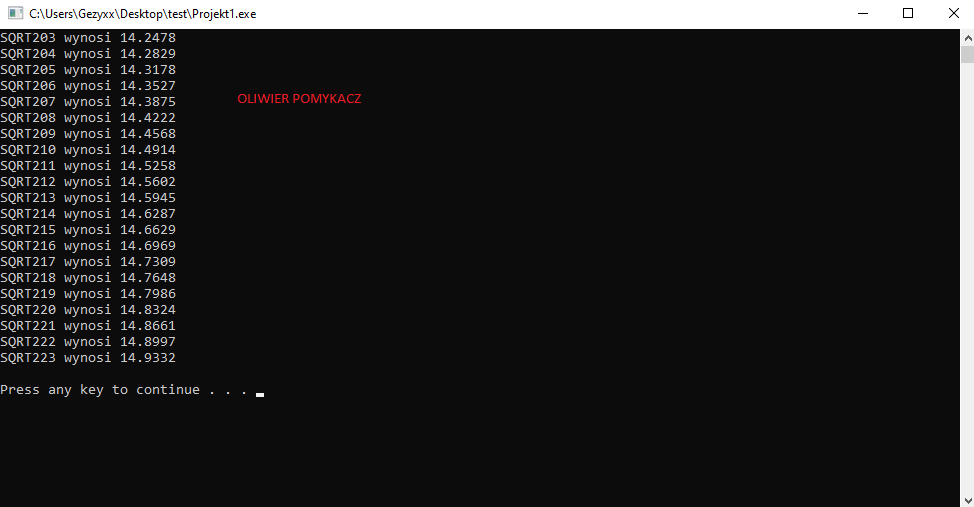 C:\Users\Gezyxx\Desktop\test\Projekt1.exe
SQRT203 wynosi 14.2478
SQRT204 wynosi 14.2829
SQRT205 wynosi 14.3178
SQRT206 wynosi 14.3527
OLIWIER POMYKACZ
SQRT207 wynosi 14.3875
SQRT208 wynosi 14.4222
SQRT209 wynosi 14.4568
SQRT210 wynosi 14.4914
SQRT211 wynosi 14.5258
SQRT212 wynosi 14.5602
SQRT213 wynosi 14.5945
SQRT214 wynosi 14.6287
SQRT215 wynosi 14.6629
SQRT216 wynosi 14.6969
SQRT217 wynosi 14.7309
SQRT218 wynosi 14.7648
SQRT219 wynosi 14.7986
SQRT220 wynosi 14.8324
SQRT221 wynosi 14.8661
SQRT222 wynosi 14.8997
SQRT223 wynosi 14.9332
Press any key to continue . . .